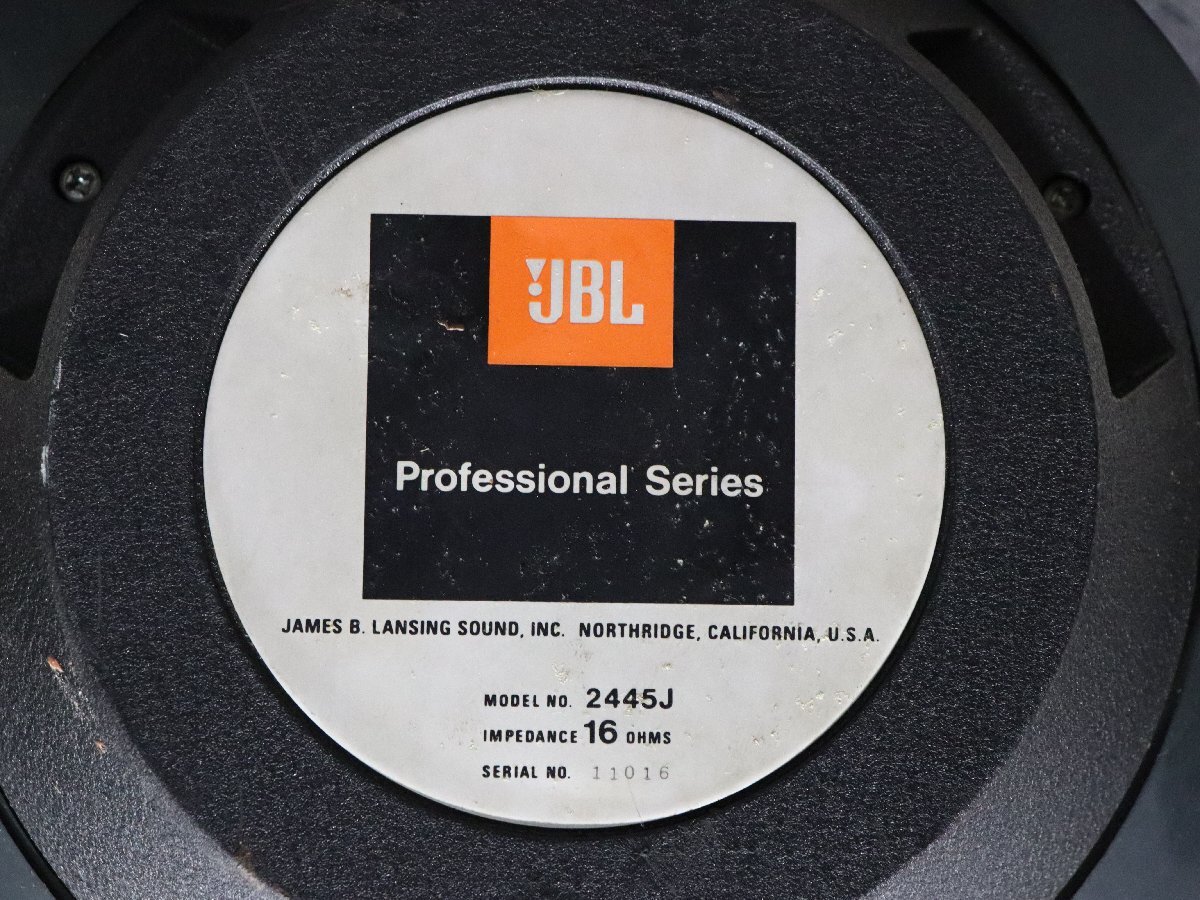 JBL
Professional Series
JAMES B. LANSING SOUND, INC. NORTHRIDGE, CALIFORNIA, U.S.A.
MODEL NO. 2445J
IMPEDANCE 16 OHMS
SERIAL NO. 11016